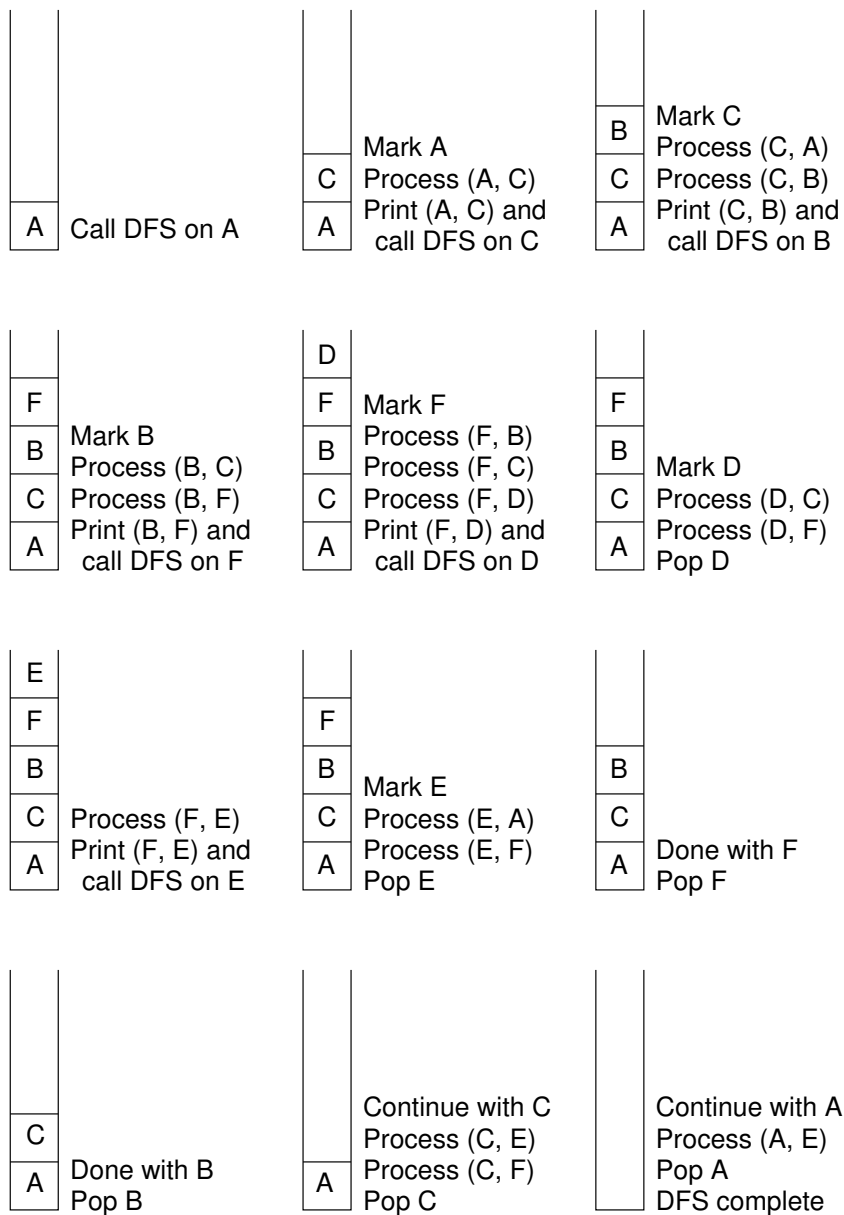 A
Call DFS on A
C
A
Mark A
Process (A, C)
Print (A, C) and
call DFS on C
B
C
A
Mark C
Process (C, A)
Process (C, B)
Print (C, B) and
call DFS on B
F
B
C
A
Mark B
Process (B, C)
Process (B, F)
Print (B, F) and
call DFS on F
D
F
B
C
A
Mark F
Process (F, B)
Process (F, C)
Process (F, D)
Print (F, D) and
call DFS on D
F
B
C
A
Mark D
Process (D, C)
Process (D, F)
Pop D
E
F
B
C
A
Process (F, E)
Print (F, E) and
call DFS on E
F
B
C
A
Mark E
Process (E, A)
Process (E, F)
Pop E
B
C
A
Done with F
Pop F
C
A
Done with B
Pop B
A
Continue with C
Process (C, E)
Process (C, F)
Pop C
Continue with A
Process (A, E)
Pop A
DFS complete